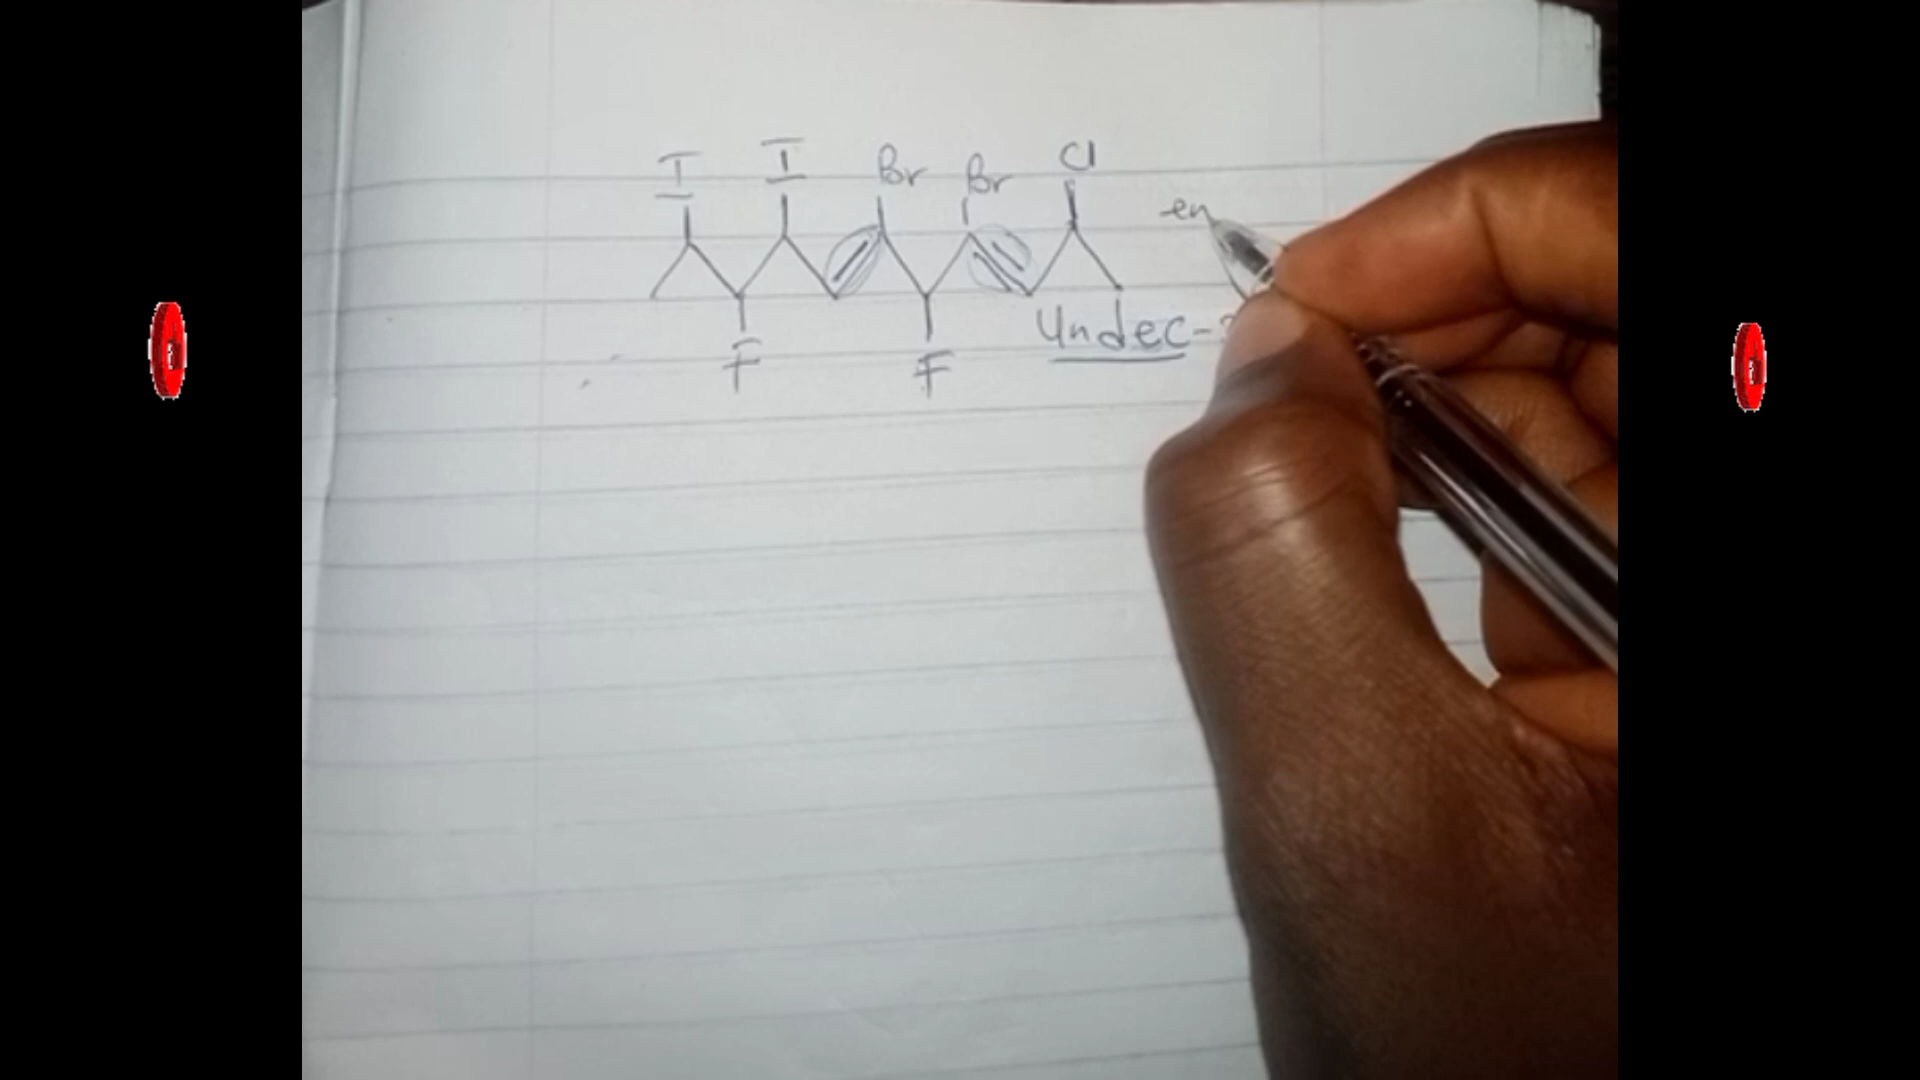 I I Br Br Cl
en
Undec-
F F